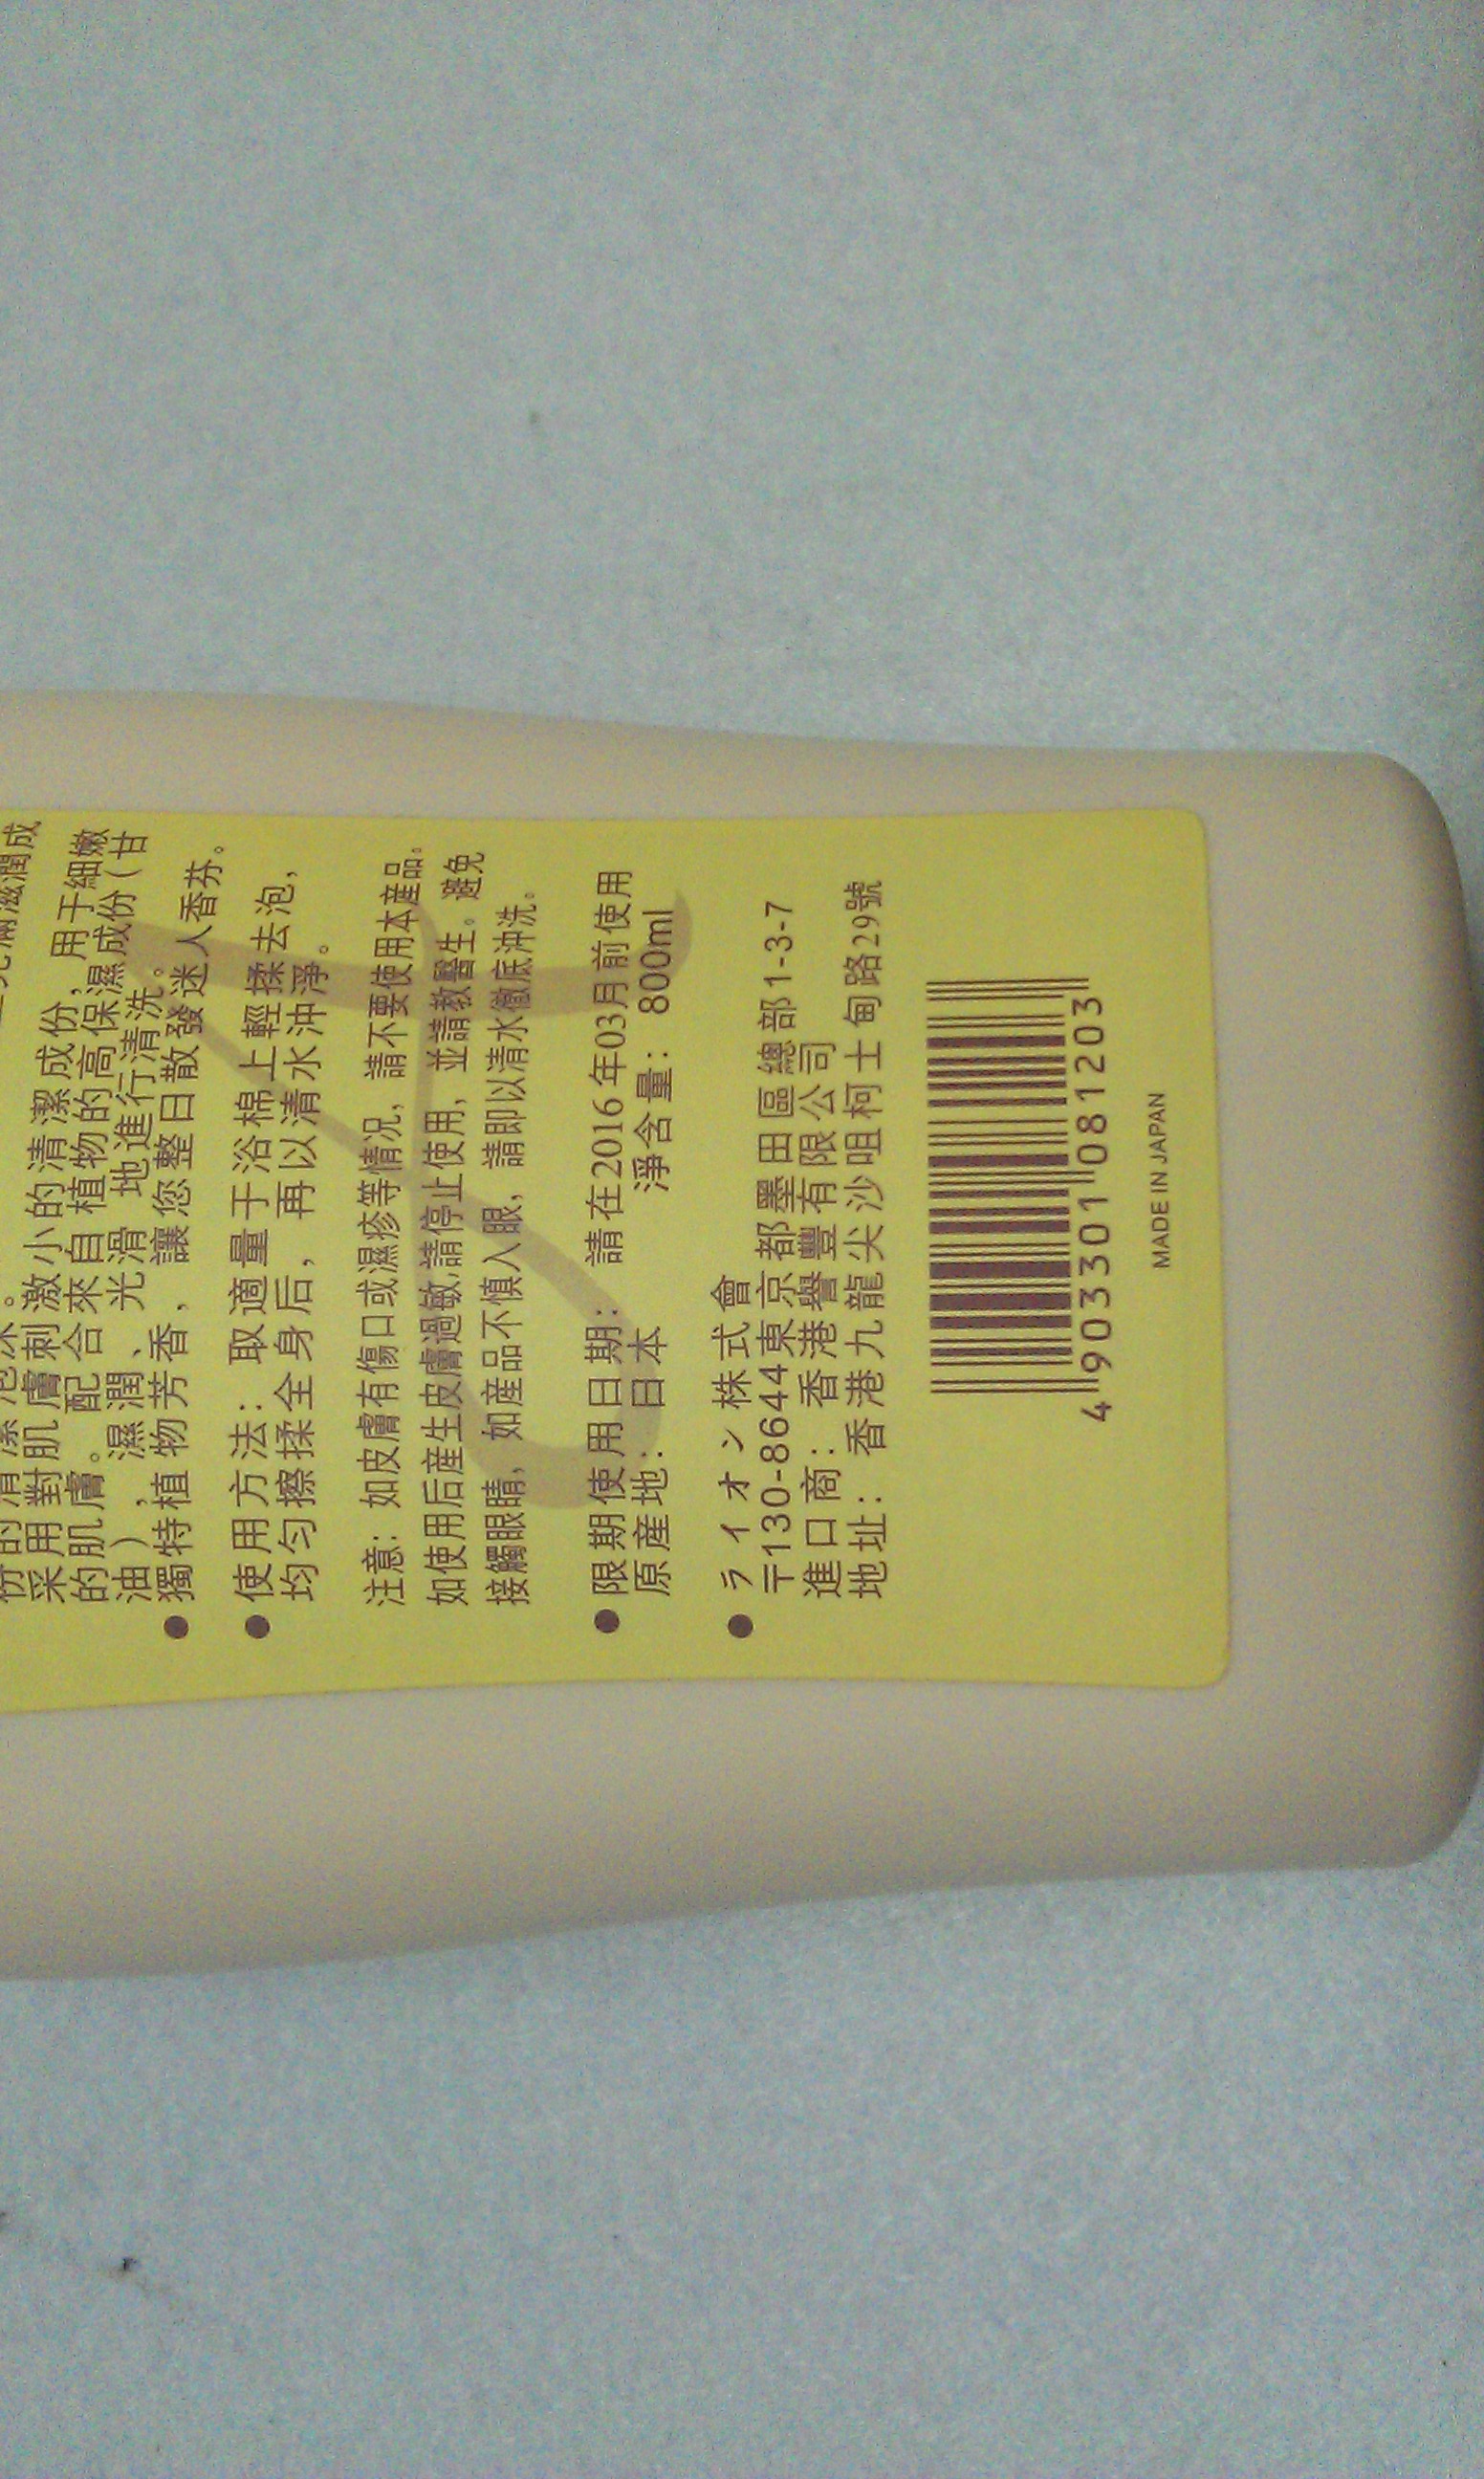 滋潤成
采用對肌膚刺激小的清潔成份，用于細嫩
的肌膚。配合來自植物的高保濕成份（甘
油），濕潤、光滑地進行清洗。
獨特植物芳香，讓您整日散發迷人香芬。
使用方法：取適量于浴棉上輕揉去泡，
均勻擦揉全身后，再以清水沖淨。
注意：如皮膚有傷口或濕疹等情况，請不要使用本産品。
如使用后産生皮膚過敏,請停止使用，並請教醫生。避免
接觸眼睛，如産品不慎入眼，請即以清水徹底沖洗。
限期使用日期：請在2016年03月前使用
原産地：日本 淨含量：800ml
ライオン株式會
〒130-8644東京都墨田區總部1-3-7
進口商：香港譽豐有限公司
地址：香港九龍尖沙咀柯士甸路29號
4903301081203
MADE IN JAPAN